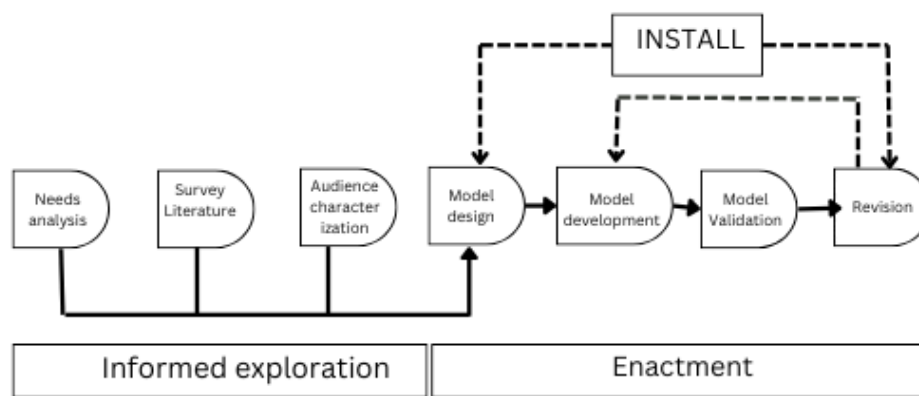 INSTALL
Needs
analysis
Survey
Literature
Audience
character
ization
Model
design
Model
development
Model
Validation
Revision
Informed exploration
Enactment